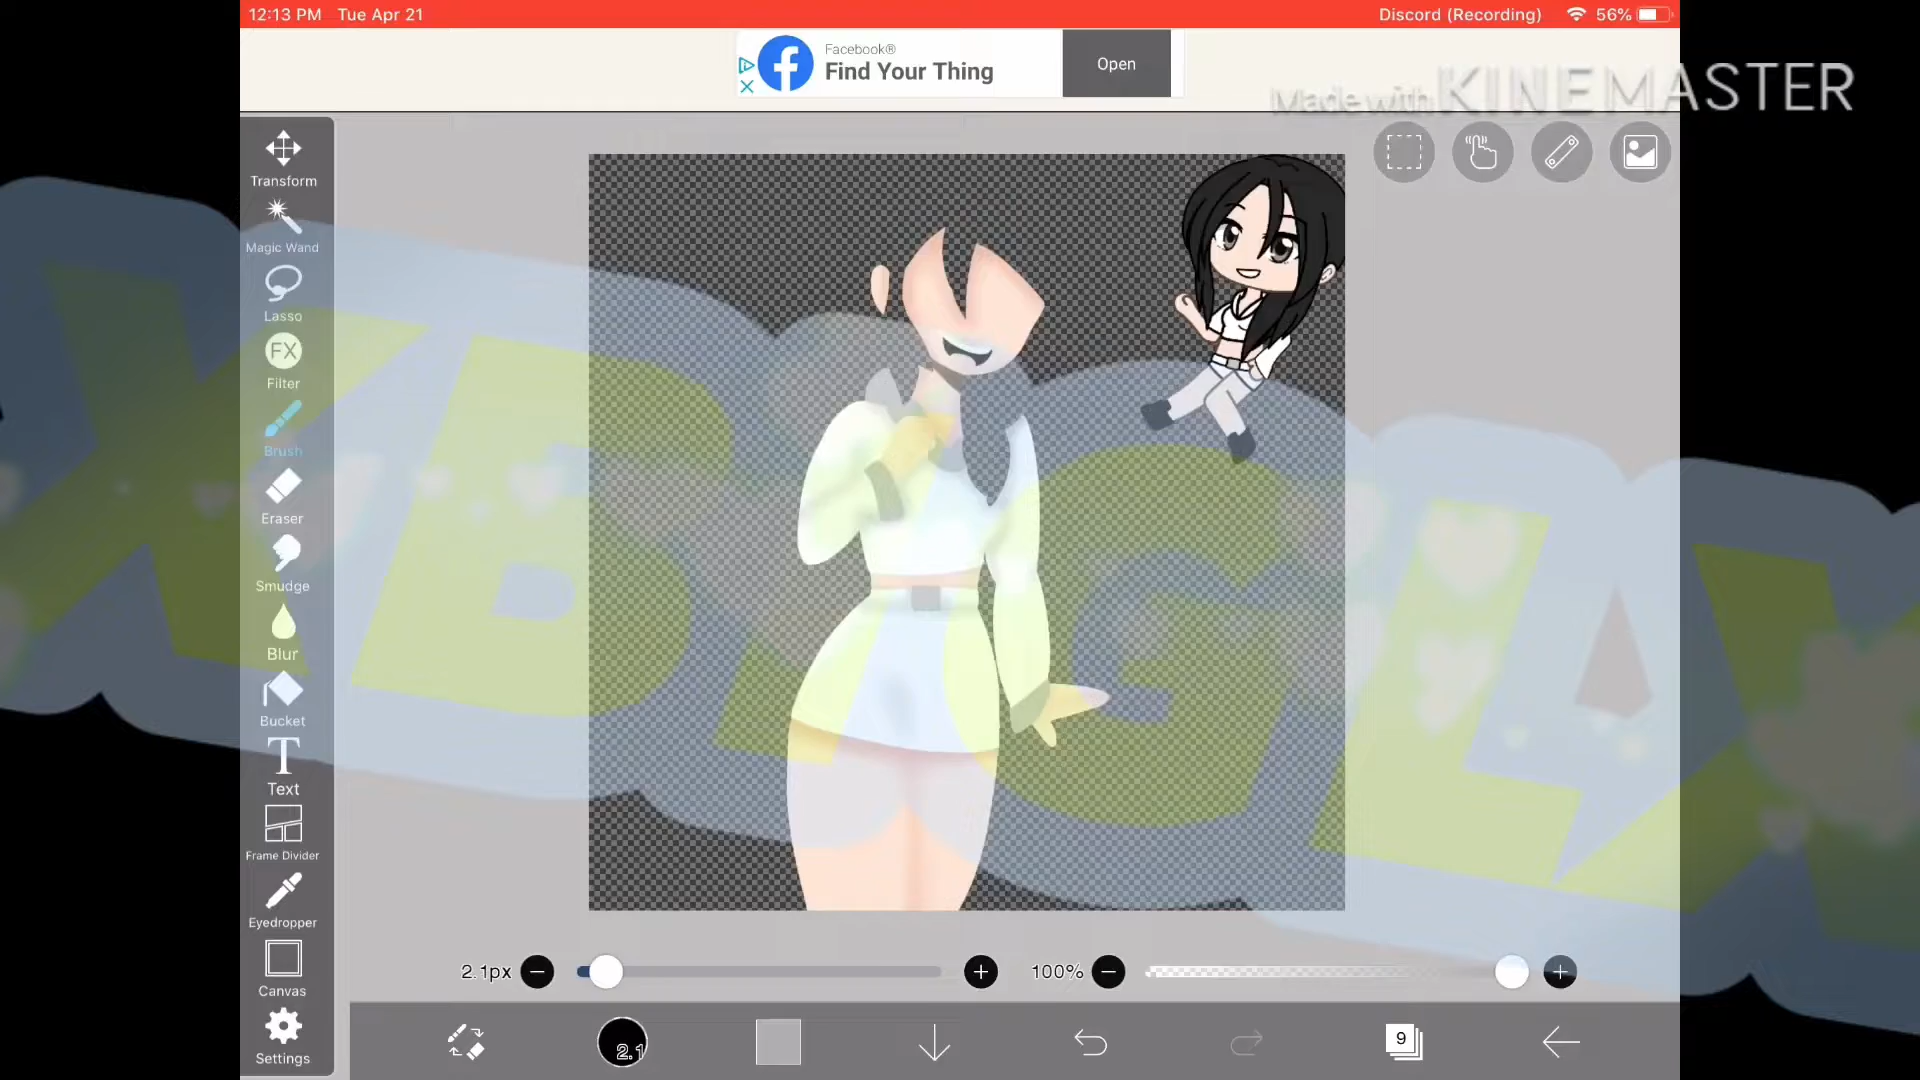 12:13 PM Tue Apr 21
Discord (Recording) 56%
Facebook®
Find Your Thing
Open
Made with KINEMASTER
Transform
Magic Wand
Lasso
FX
Filter
Brush
Eraser
Smudge
Blur
Bucket
T
Text
Frame Divider
Eyedropper
Canvas
Settings
2.1px
100%
2.1
9